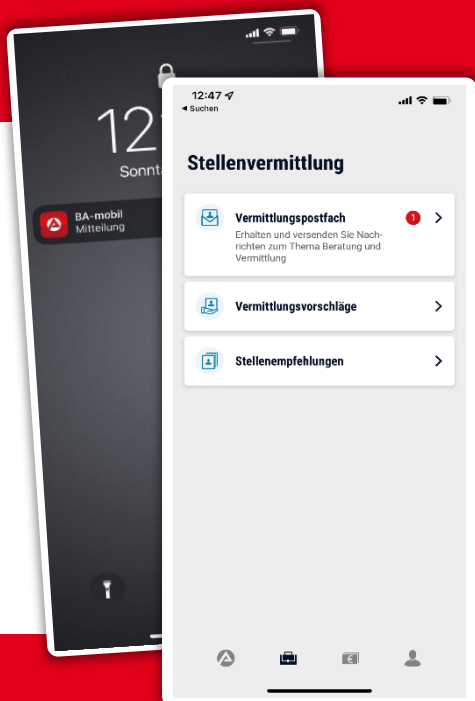 12
Sonnt
BA-mobil
Mitteilung
12:47
◄ Suchen
Stellenvermittlung
Vermittlungspostfach
1
Erhalten und versenden Sie Nach-
richten zum Thema Beratung und
Vermittlung
Vermittlungsvorschläge
Stellenempfehlungen